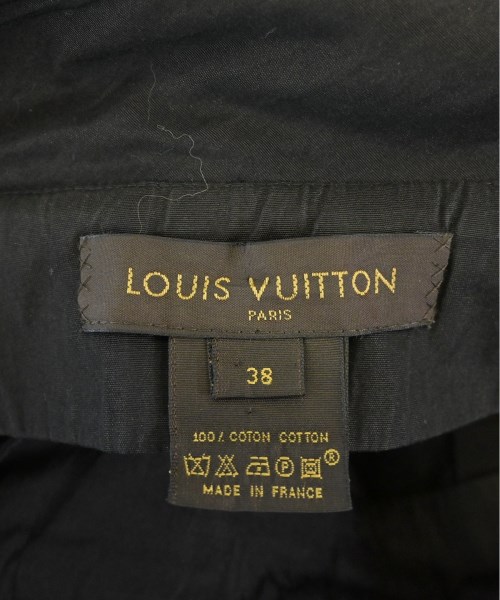 LOUIS VUITTON
PARIS
38
100% COTON COTTON
P ®
MADE IN FRANCE